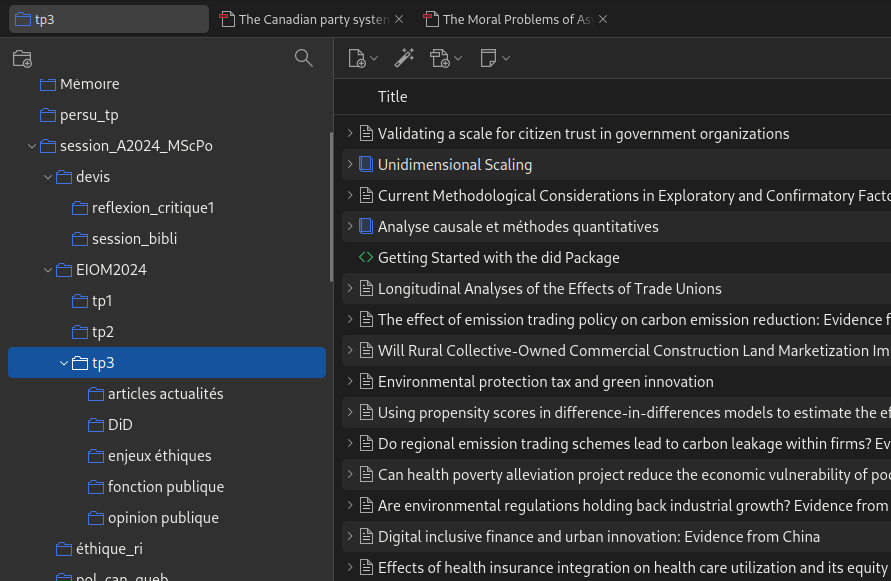 tp3
The Canadian party system
The Moral Problems of As
Mémoire
persu_tp
session_A2024_MScPo
devis
reflexion_critique1
session_bibli
EIOM2024
tp1
tp2
tp3
articles actualités
DiD
enjeux éthiques
fonction publique
opinion publique
éthique_ri
pol_can_queb
Title
Validating a scale for citizen trust in government organizations
Unidimensional Scaling
Current Methodological Considerations in Exploratory and Confirmatory Facto
Analyse causale et méthodes quantitatives
Getting Started with the did Package
Longitudinal Analyses of the Effects of Trade Unions
The effect of emission trading policy on carbon emission reduction: Evidence f
Will Rural Collective-Owned Commercial Construction Land Marketization Im
Environmental protection tax and green innovation
Using propensity scores in difference-in-differences models to estimate the ef
Do regional emission trading schemes lead to carbon leakage within firms? Ev
Can health poverty alleviation project reduce the economic vulnerability of poo
Are environmental regulations holding back industrial growth? Evidence from
Digital inclusive finance and urban innovation: Evidence from China
Effects of health insurance integration on health care utilization and its equity